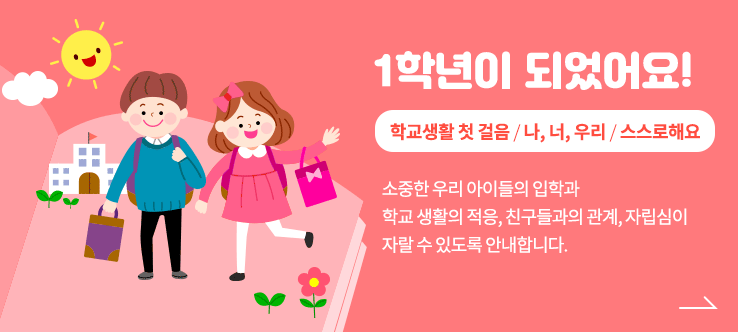 1학년이 되었어요!
학교생활 첫 걸음 / 나, 너, 우리 / 스스로해요
소중한 우리 아이들의 입학과
학교 생활의 적응, 친구들과의 관계, 자립심이
자랄 수 있도록 안내합니다.